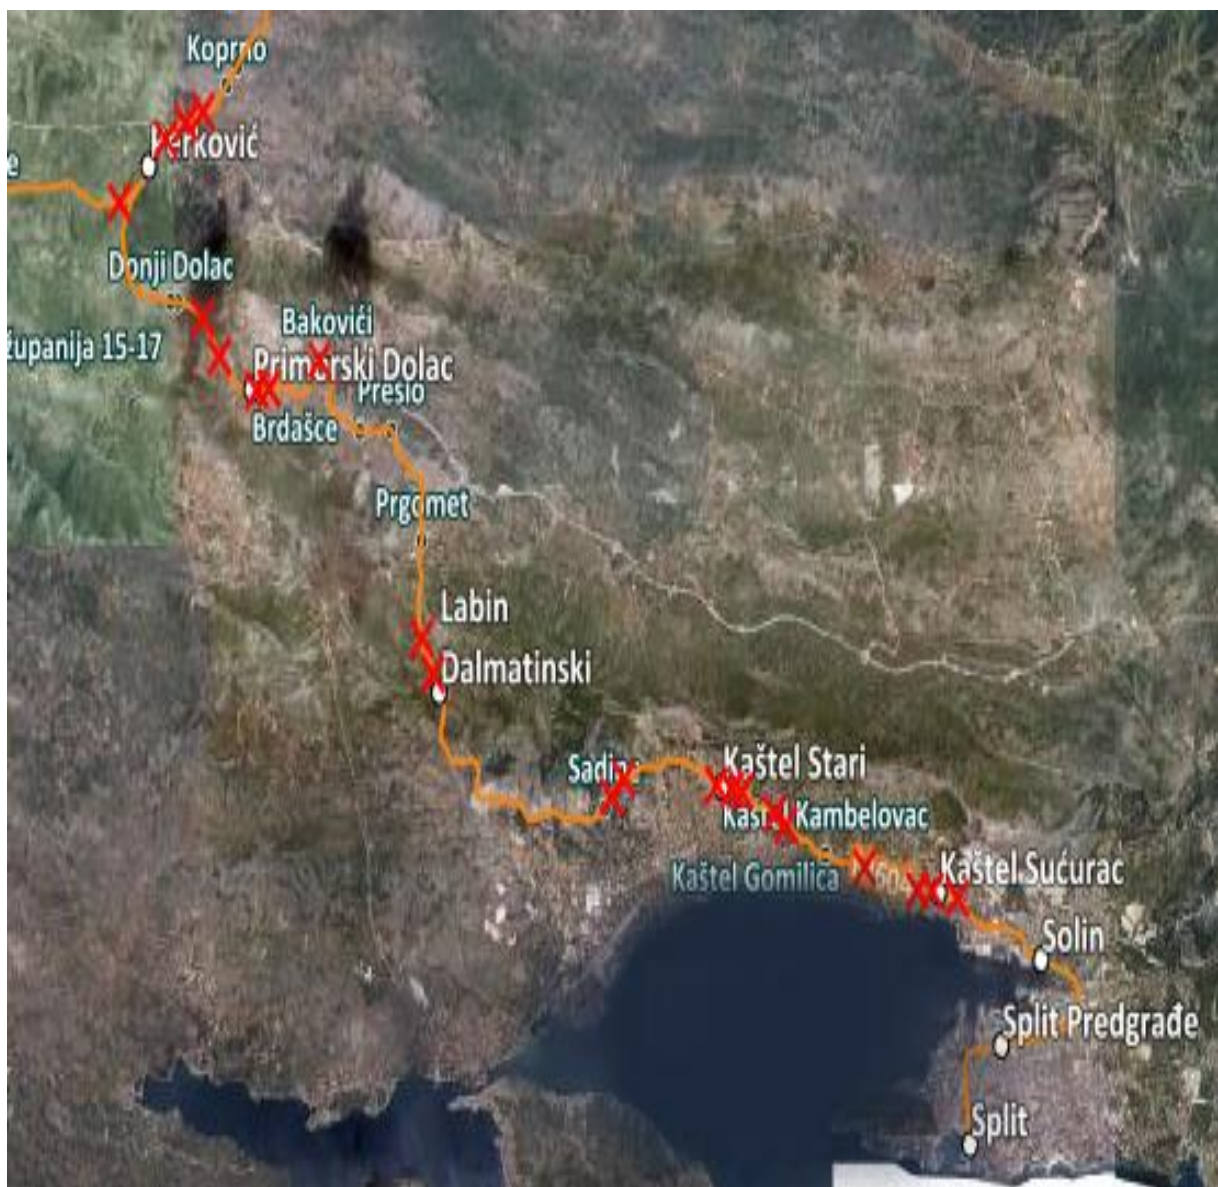 Koprno
Perković
e
Donji Dolac
županija 15-17
Bakovići
Primorski Dolac
Preslo
Brdašce
Prgomet
Labin
Dalmatinski
Sadine
Kaštel Stari
Kaštel Kambelovac
Kaštel Gomilica
Kaštel Sućurac
Solin
Split Predgrađe
Split